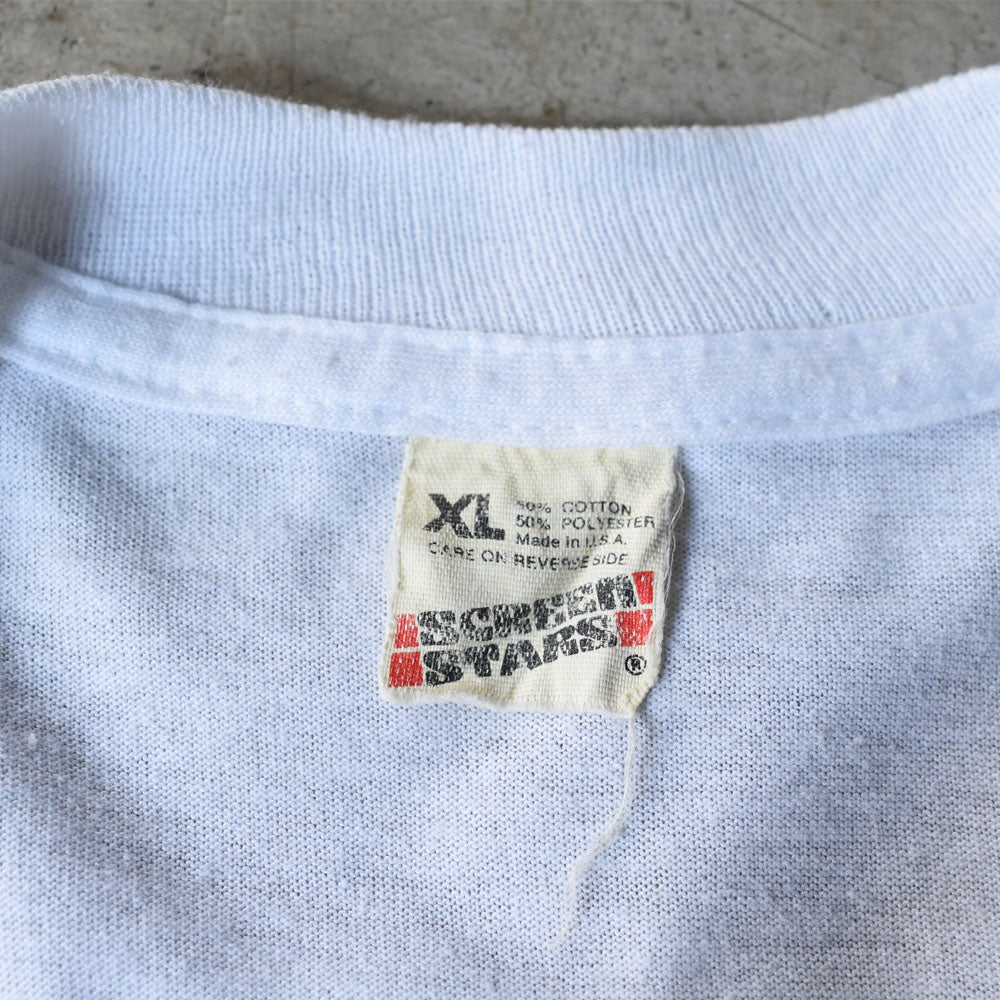 XL
50% COTTON
50% POLYESTER
Made in U.S.A.
CARE ON REVERSE SIDE
SCREEN
STARS ®